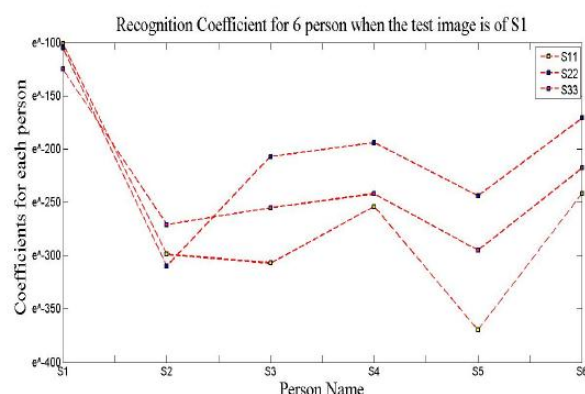 Recognition Coefficient for 6 person when the test image is of S1
Coefficients for each person
e^-100
e^-150
e^-200
e^-250
e^-300
e^-350
e^-400
S11
S22
S33
S1
S2
S3
S4
S5
S6
Person Name